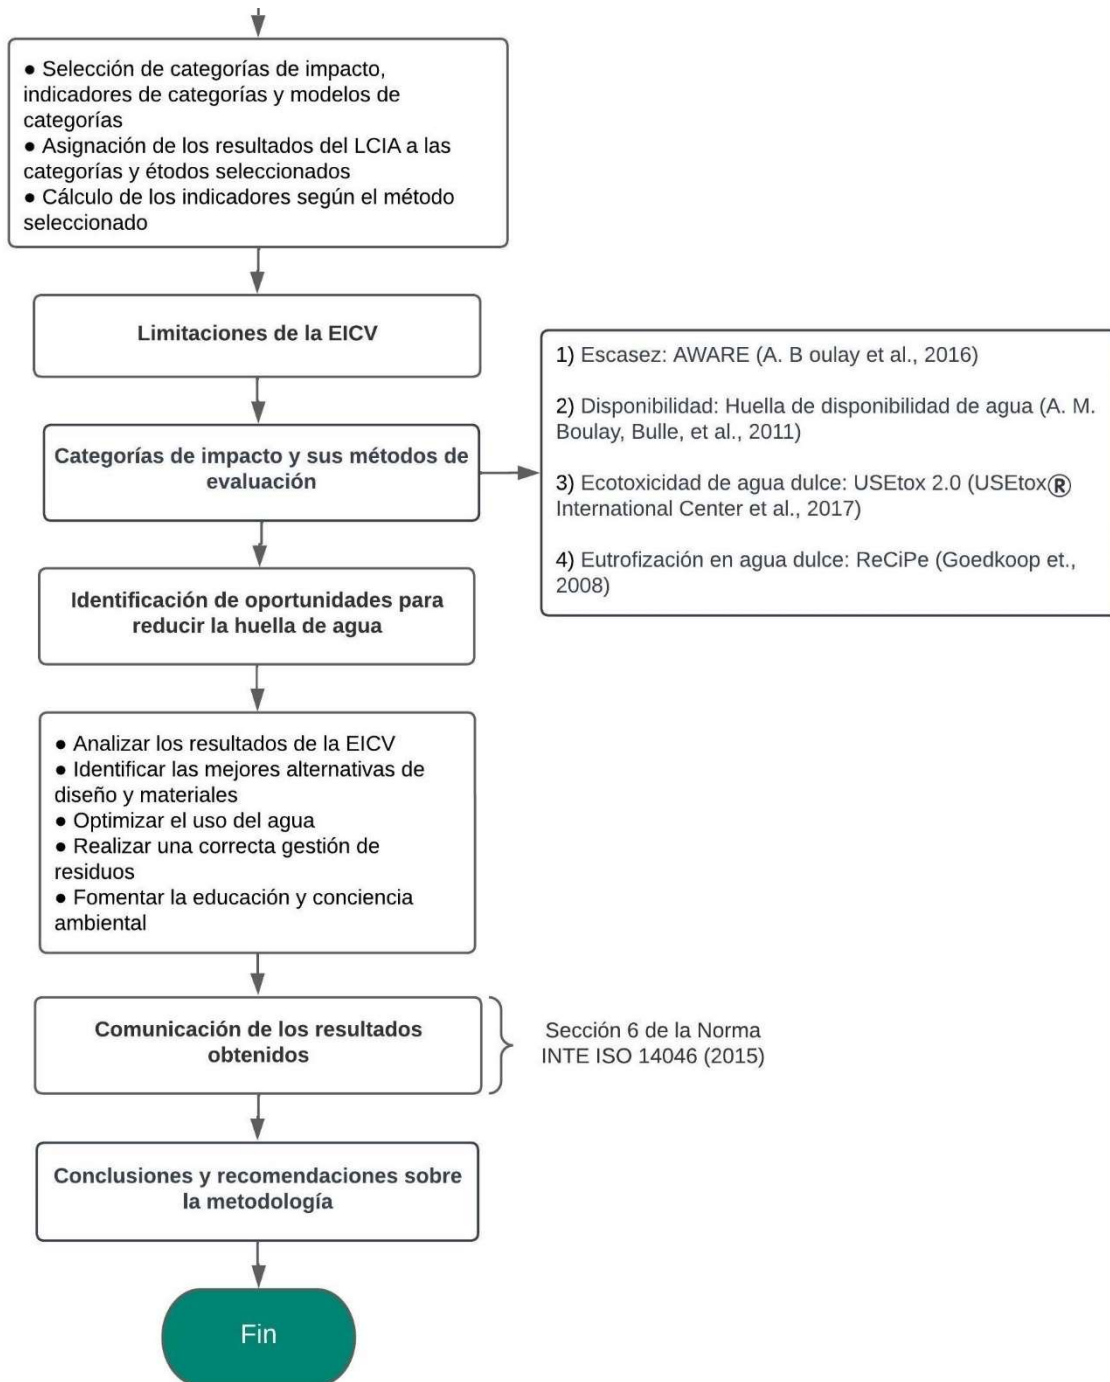 ● Selección de categorías de impacto,
indicadores de categorías y modelos de
categorías
● Asignación de los resultados del LCIA a las
categorías y étodos seleccionados
● Cálculo de los indicadores según el método
seleccionado
Limitaciones de la EICV
Categorías de impacto y sus métodos de
evaluación
1) Escasez: AWARE (A. B oulay et al., 2016)
2) Disponibilidad: Huella de disponibilidad de agua (A. M.
Boulay, Bulle, et al., 2011)
3) Ecotoxicidad de agua dulce: USEtox 2.0 (USEtox®
International Center et al., 2017)
4) Eutrofización en agua dulce: ReCiPe (Goedkoop et.,
2008)
Identificación de oportunidades para
reducir la huella de agua
● Analizar los resultados de la EICV
● Identificar las mejores alternativas de
diseño y materiales
● Optimizar el uso del agua
● Realizar una correcta gestión de
residuos
● Fomentar la educación y conciencia
ambiental
Comunicación de los resultados
obtenidos
Sección 6 de la Norma
INTE ISO 14046 (2015)
Conclusiones y recomendaciones sobre
la metodología
Fin